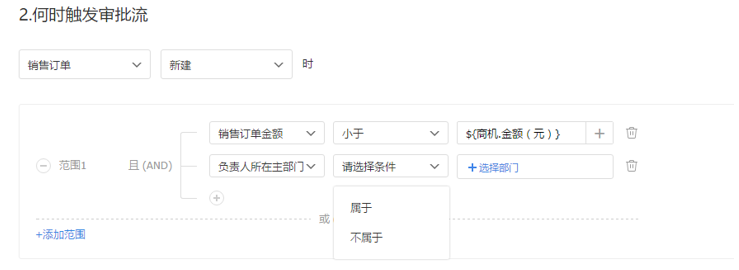 2.何时触发审批流
销售订单 新建 时
销售订单金额 小于 ${商机.金额（元）} +
范围1 且 (AND) 负责人所在主部门 请选择条件 +选择部门
属于
或
+添加范围
不属于